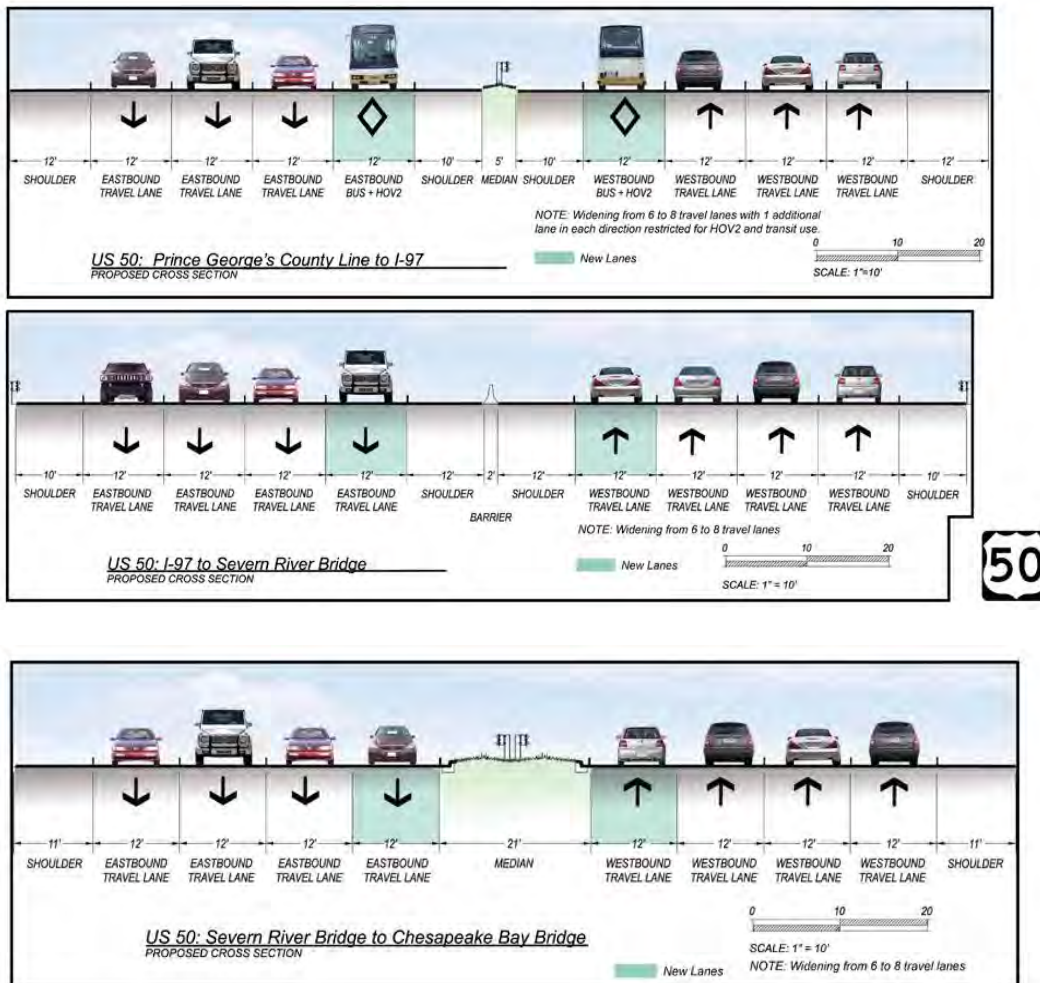 12' 12' 12' 12' 12' 10' 5' 10' 12' 12' 12' 12' 12'
SHOULDER EASTBOUND TRAVEL LANE EASTBOUND TRAVEL LANE EASTBOUND TRAVEL LANE EASTBOUND BUS + HOV2 SHOULDER MEDIAN SHOULDER WESTBOUND BUS + HOV2 WESTBOUND TRAVEL LANE WESTBOUND TRAVEL LANE WESTBOUND TRAVEL LANE SHOULDER
NOTE: Widening from 6 to 8 travel lanes with 1 additional
lane in each direction restricted for HOV2 and transit use.
US 50: Prince George's County Line to I-97
PROPOSED CROSS SECTION
New Lanes
0 10 20
SCALE: 1"=10'
10' 12' 12' 12' 12' 12' 2' 12' 12' 12' 12' 12' 10'
SHOULDER EASTBOUND TRAVEL LANE EASTBOUND TRAVEL LANE EASTBOUND TRAVEL LANE EASTBOUND TRAVEL LANE SHOULDER BARRIER SHOULDER WESTBOUND TRAVEL LANE WESTBOUND TRAVEL LANE WESTBOUND TRAVEL LANE WESTBOUND TRAVEL LANE SHOULDER
NOTE: Widening from 6 to 8 travel lanes
US 50: I-97 to Severn River Bridge
PROPOSED CROSS SECTION
New Lanes
0 10 20
SCALE: 1" = 10'
50
11' 12' 12' 12' 12' 21' 12' 12' 12' 12' 11'
SHOULDER EASTBOUND TRAVEL LANE EASTBOUND TRAVEL LANE EASTBOUND TRAVEL LANE EASTBOUND TRAVEL LANE MEDIAN WESTBOUND TRAVEL LANE WESTBOUND TRAVEL LANE WESTBOUND TRAVEL LANE WESTBOUND TRAVEL LANE SHOULDER
US 50: Severn River Bridge to Chesapeake Bay Bridge
PROPOSED CROSS SECTION
New Lanes
0 10 20
SCALE: 1" = 10'
NOTE: Widening from 6 to 8 travel lanes